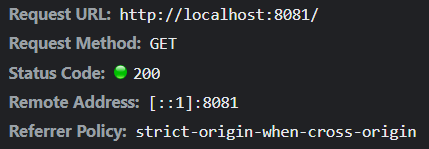 Request URL: http://localhost:8081/
Request Method: GET
Status Code: 200
Remote Address: [::1]:8081
Referrer Policy: strict-origin-when-cross-origin